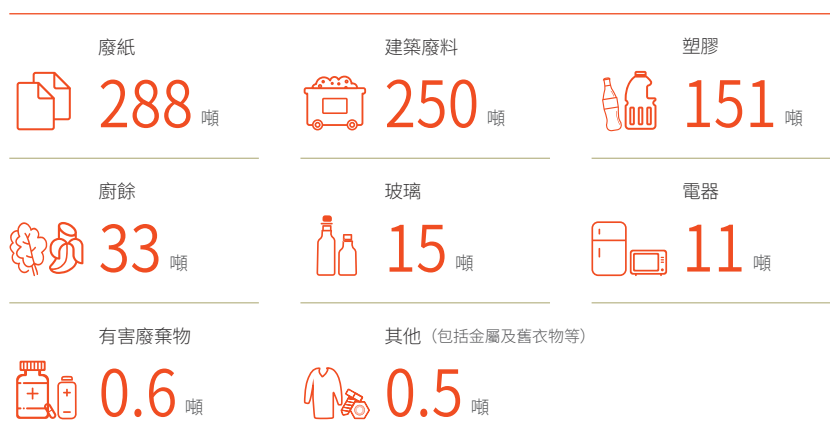 廢紙
288 噸
建築廢料
250 噸
塑膠
151 噸
廚餘
33 噸
玻璃
15 噸
電器
11 噸
有害廢棄物
0.6 噸
其他（包括金屬及舊衣物等）
0.5 噸